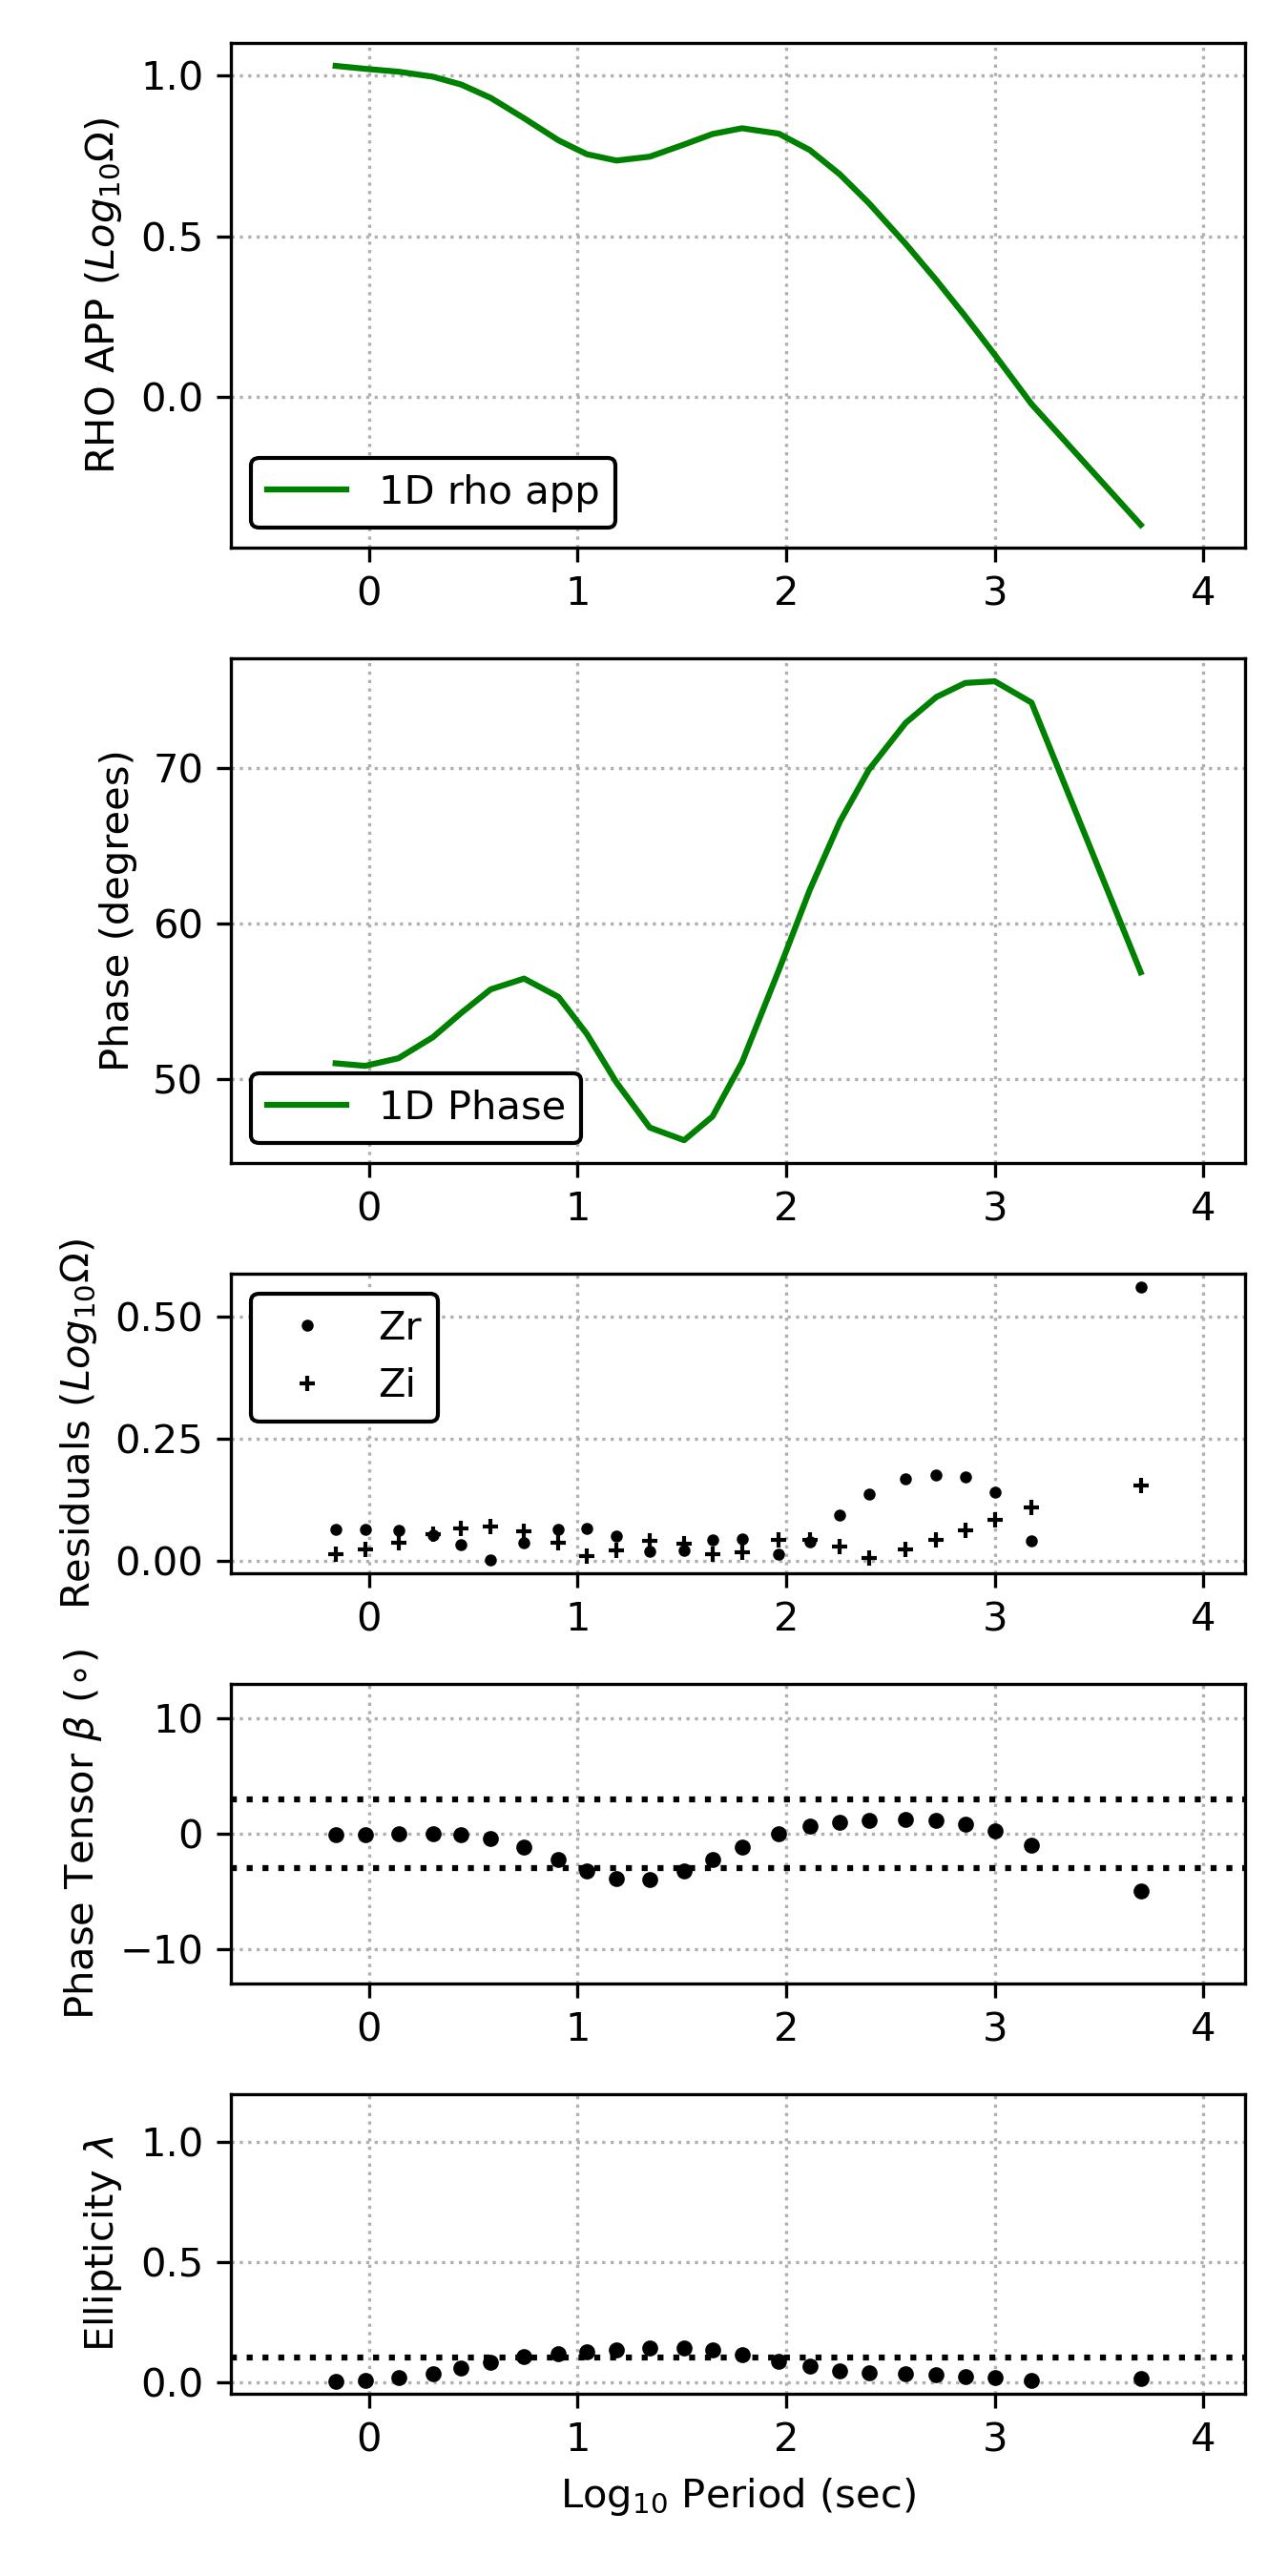 RHO APP (Log₁₀Ω)
1.0
0.5
0.0
1D rho app
0 1 2 3 4
Phase (degrees)
70
60
50
1D Phase
0 1 2 3 4
Residuals (Log₁₀Ω)
0.50
0.25
0.00
Zr
Zi
0 1 2 3 4
Phase Tensor β (∘)
10
0
−10
0 1 2 3 4
Ellipticity λ
1.0
0.5
0.0
0 1 2 3 4
Log₁₀ Period (sec)